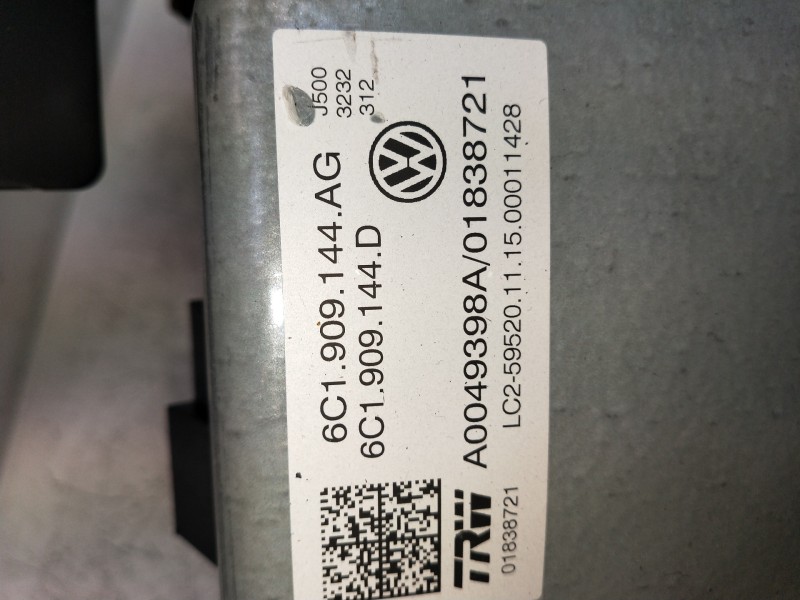 J500
3232
312
6C1.909.144.AG
6C1.909.144.D
A0049398A/01838721
LC2-59520.11.15.00011428
TRW
01838721